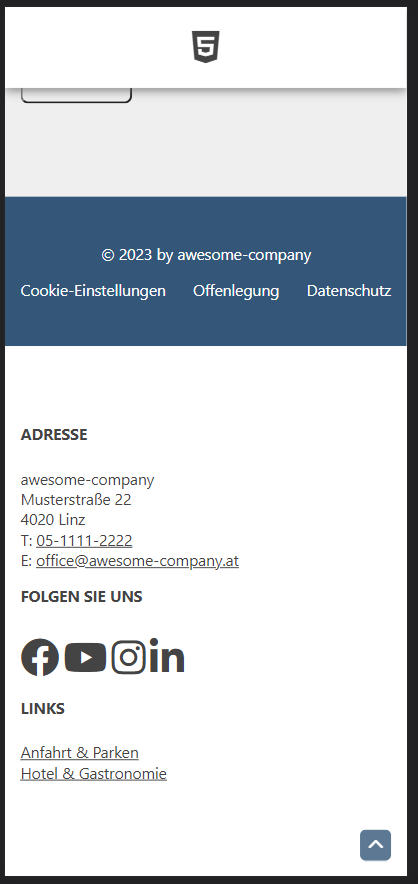 © 2023 by awesome-company
Cookie-Einstellungen Offenlegung Datenschutz
ADRESSE
awesome-company
Musterstraße 22
4020 Linz
T: 05-1111-2222
E: office@awesome-company.at
FOLGEN SIE UNS
LINKS
Anfahrt & Parken
Hotel & Gastronomie